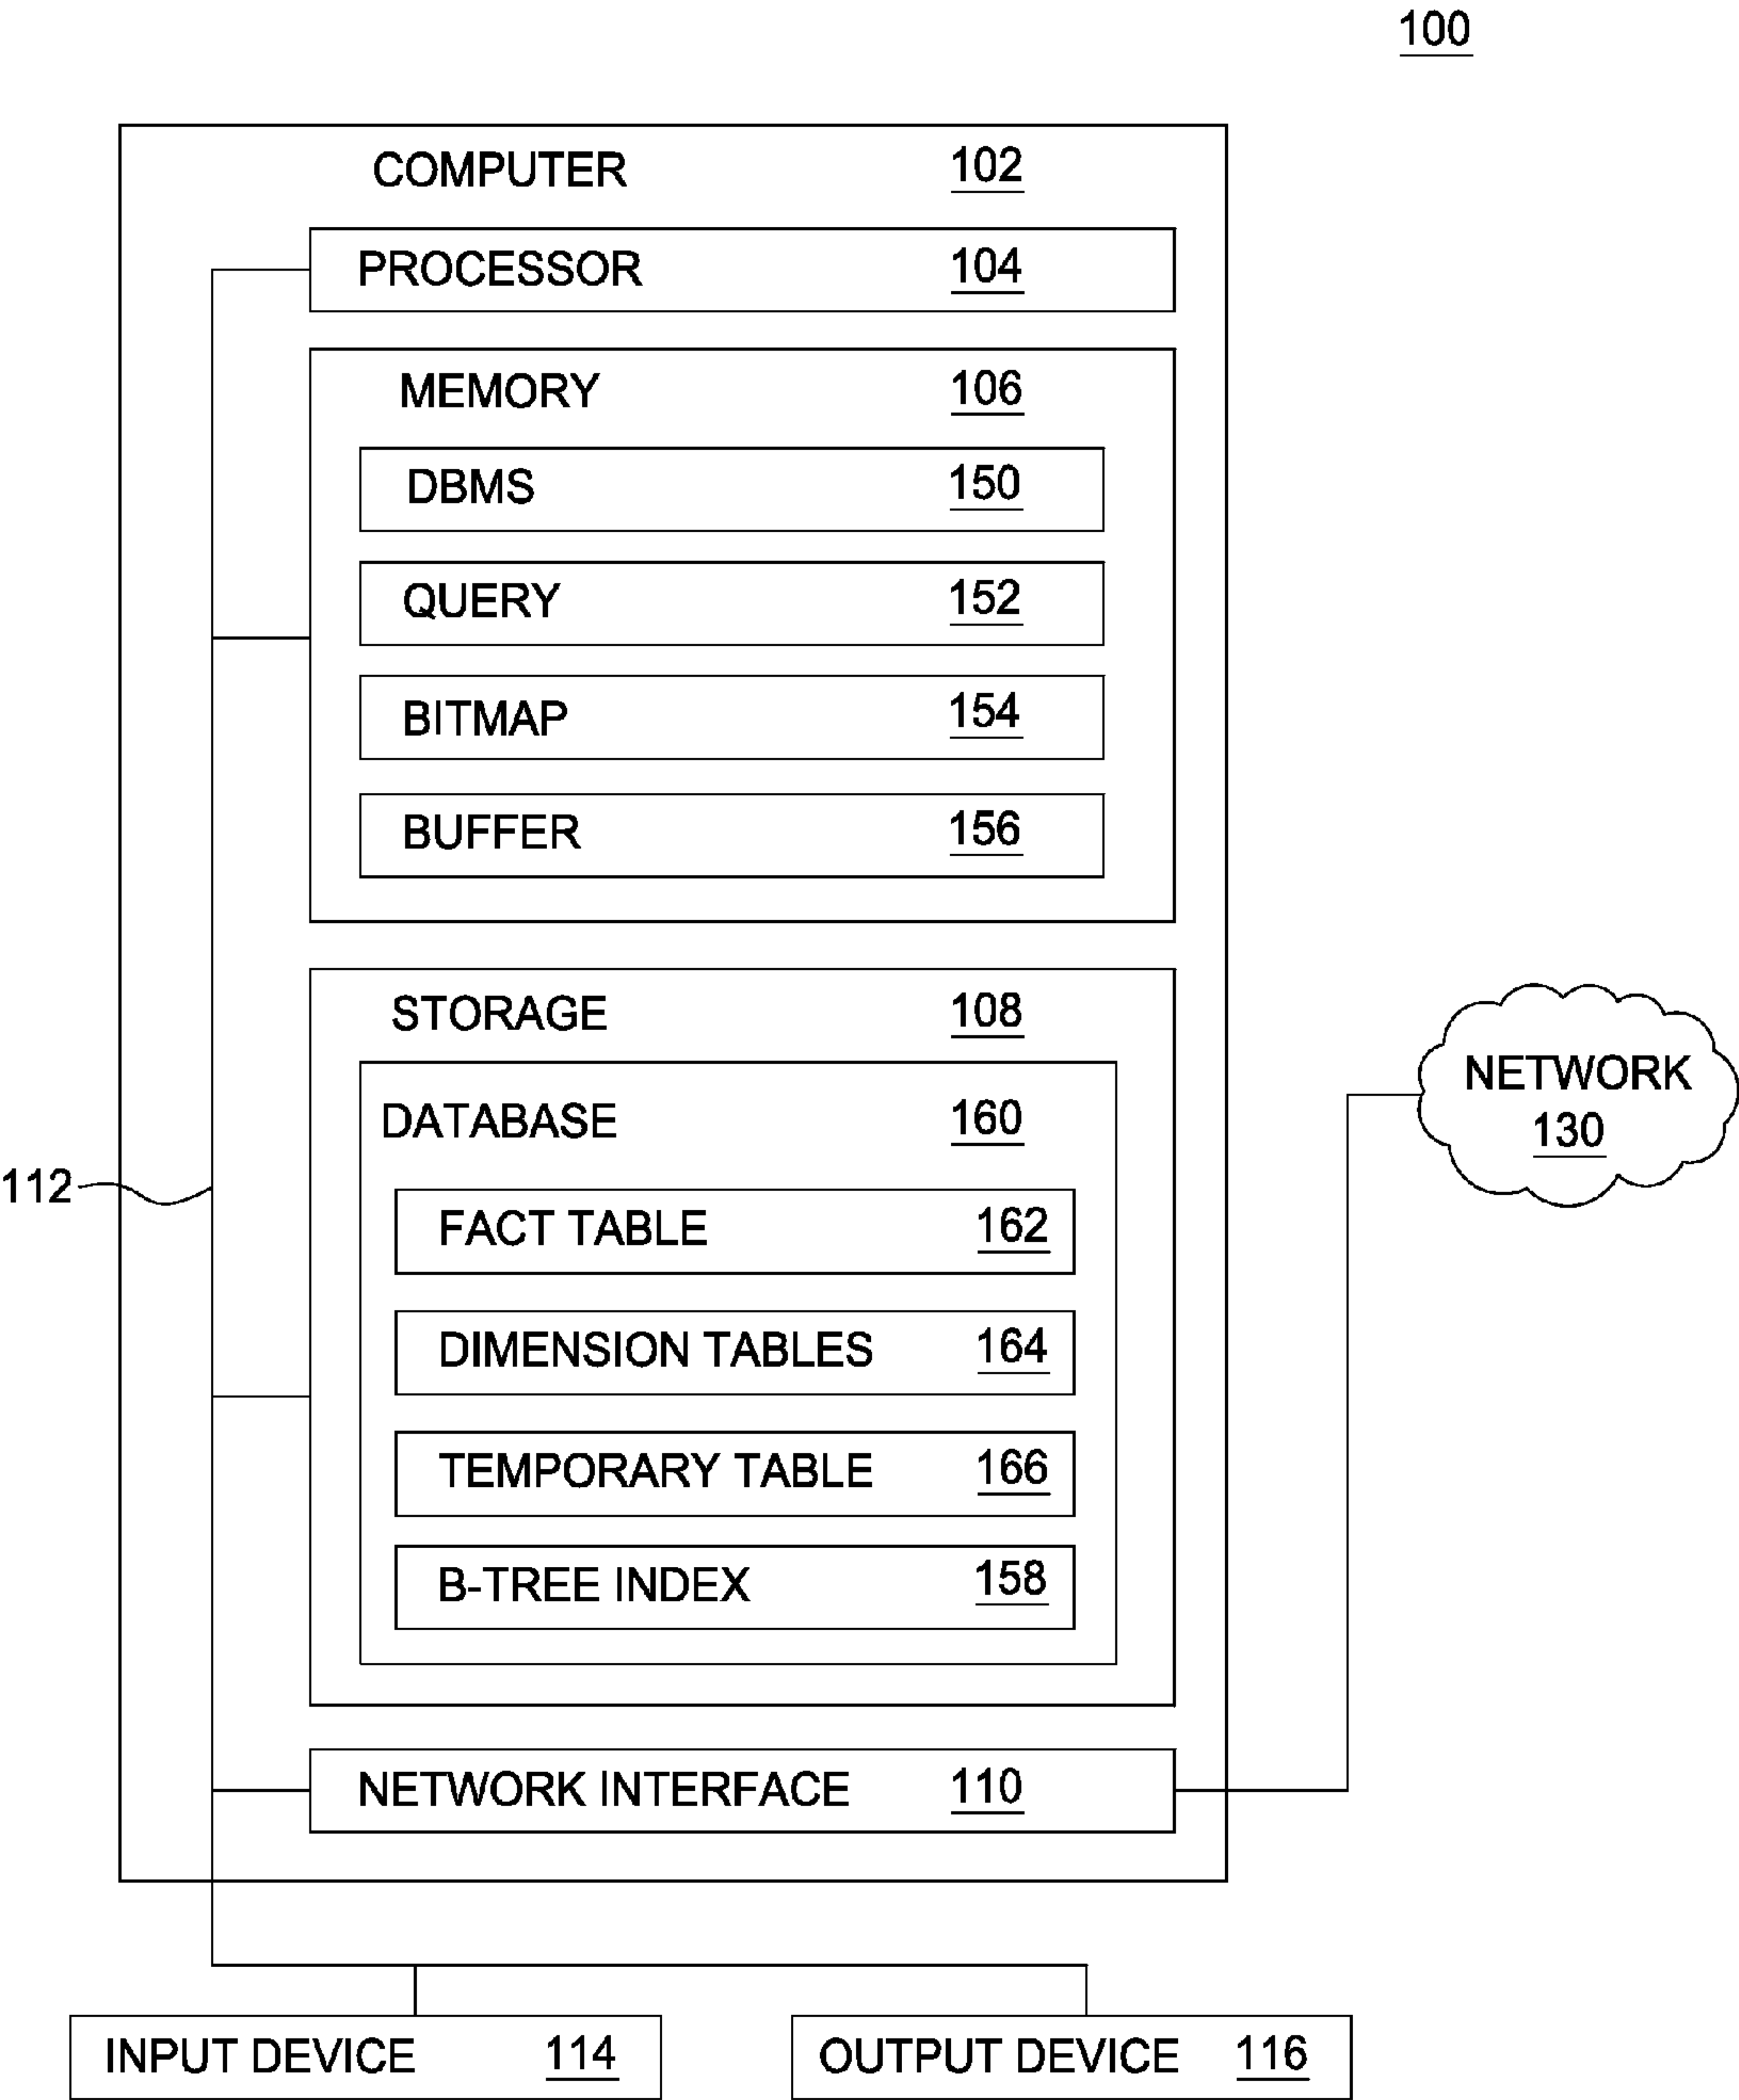 100
COMPUTER 102
PROCESSOR 104
MEMORY 106
DBMS 150
QUERY 152
BITMAP 154
BUFFER 156
STORAGE 108
DATABASE 160
NETWORK
130
112
FACT TABLE 162
DIMENSION TABLES 164
TEMPORARY TABLE 166
B-TREE INDEX 158
NETWORK INTERFACE 110
INPUT DEVICE 114
OUTPUT DEVICE 116